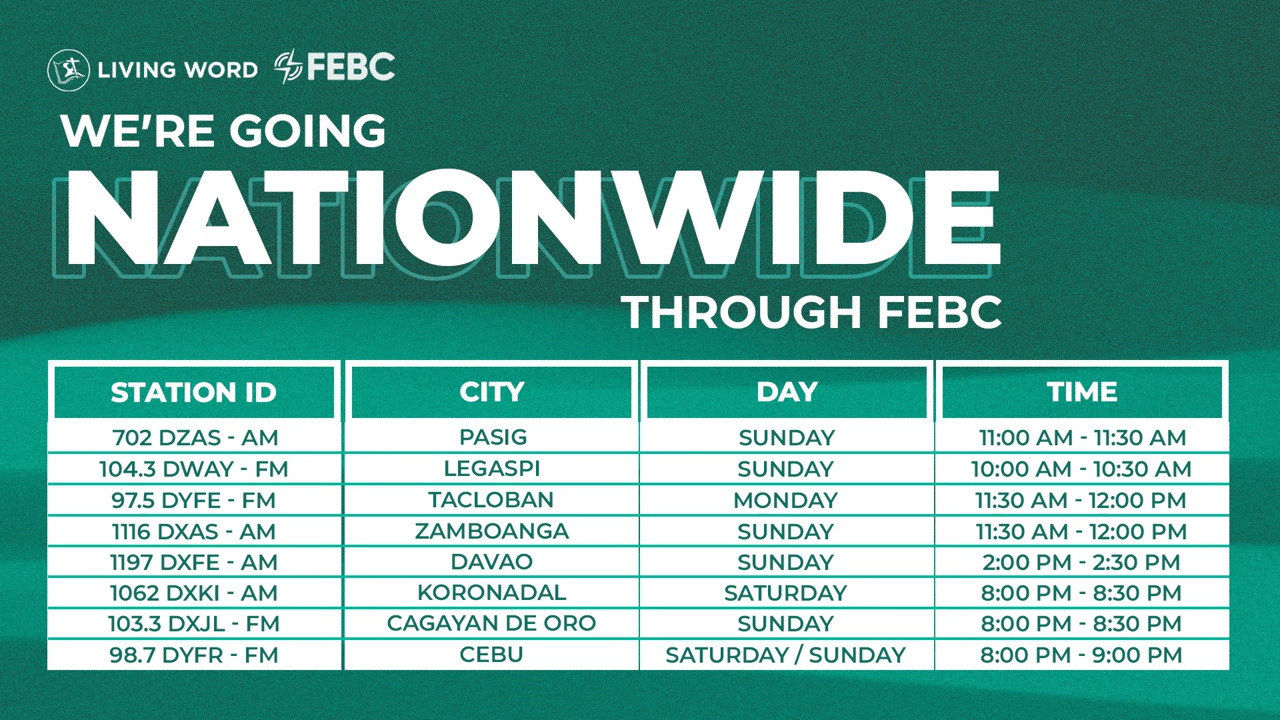 LIVING WORD FEBC
WE'RE GOING
NATIONWIDE
THROUGH FEBC
STATION ID CITY DAY TIME
702 DZAS - AM PASIG SUNDAY 11:00 AM - 11:30 AM
104.3 DWAY - FM LEGASPI SUNDAY 10:00 AM - 10:30 AM
97.5 DYFE - FM TACLOBAN MONDAY 11:30 AM - 12:00 PM
1116 DXAS - AM ZAMBOANGA SUNDAY 11:30 AM - 12:00 PM
1197 DXFE - AM DAVAO SUNDAY 2:00 PM - 2:30 PM
1062 DXKI - AM KORONADAL SATURDAY 8:00 PM - 8:30 PM
103.3 DXJL - FM CAGAYAN DE ORO SUNDAY 8:00 PM - 8:30 PM
98.7 DYFR - FM CEBU SATURDAY / SUNDAY 8:00 PM - 9:00 PM